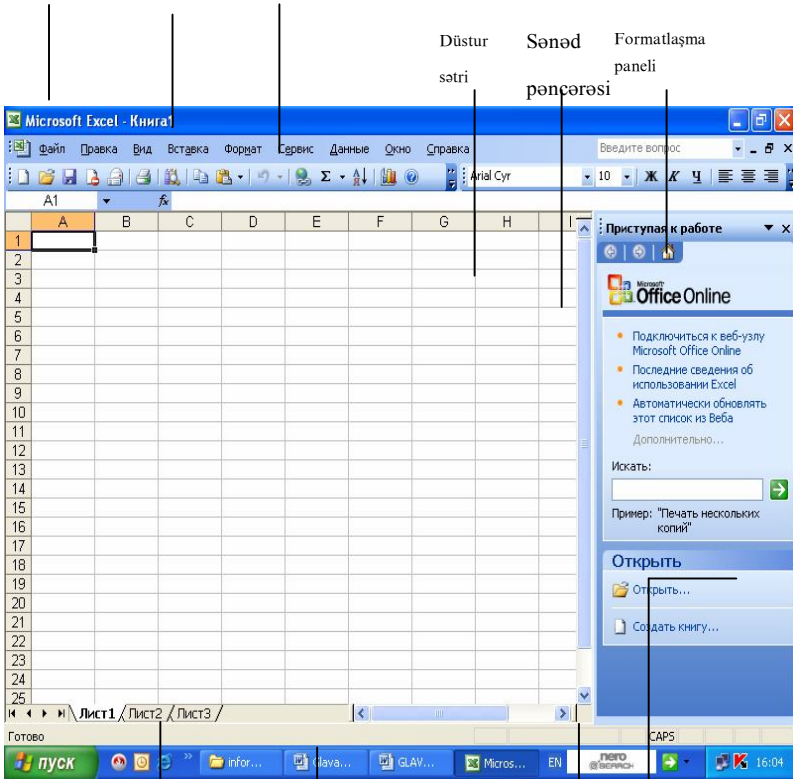 Düstur sətri
Sənəd pəncərəsi
Formatlaşma paneli
Microsoft Excel - Книга1
Файл Правка Вид Вставка Формат Сервис Данные Окно Справка Введите вопрос
Arial Cyr 10 Ж К Ч
A1 fx
A B C D E F G H I
1
2
3
4
5
6
7
8
9
10
11
12
13
14
15
16
17
18
19
20
21
22
23
24
25
Приступая к работе
Microsoft
Office Online
Подключиться к веб-узлу
Microsoft Office Online
Последние сведения об
использовании Excel
Автоматически обновлять
этот список из Веба
Дополнительно...
Искать:
Пример: "Печать нескольких
копий"
Открыть
Открыть...
Создать книгу...
Лист1 Лист2 Лист3
Готово CAPS
пуск infor... Glava... GLAV... Micros... EN nero SEARCH 16:04